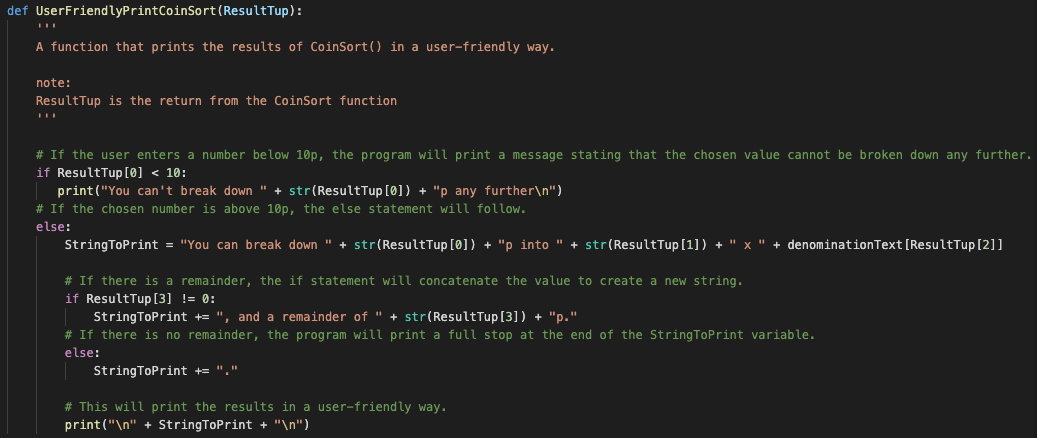 def UserFriendlyPrintCoinSort(ResultTup):
'''
A function that prints the results of CoinSort() in a user-friendly way.
note:
ResultTup is the return from the CoinSort function
'''
# If the user enters a number below 10p, the program will print a message stating that the chosen value cannot be broken down any further.
if ResultTup[0] < 10:
print("You can't break down " + str(ResultTup[0]) + "p any further\n")
# If the chosen number is above 10p, the else statement will follow.
else:
StringToPrint = "You can break down " + str(ResultTup[0]) + "p into " + str(ResultTup[1]) + " x " + denominationText[ResultTup[2]]
# If there is a remainder, the if statement will concatenate the value to create a new string.
if ResultTup[3] != 0:
StringToPrint += ", and a remainder of " + str(ResultTup[3]) + "p."
# If there is no remainder, the program will print a full stop at the end of the StringToPrint variable.
else:
StringToPrint += "."
# This will print the results in a user-friendly way.
print("\n" + StringToPrint + "\n")